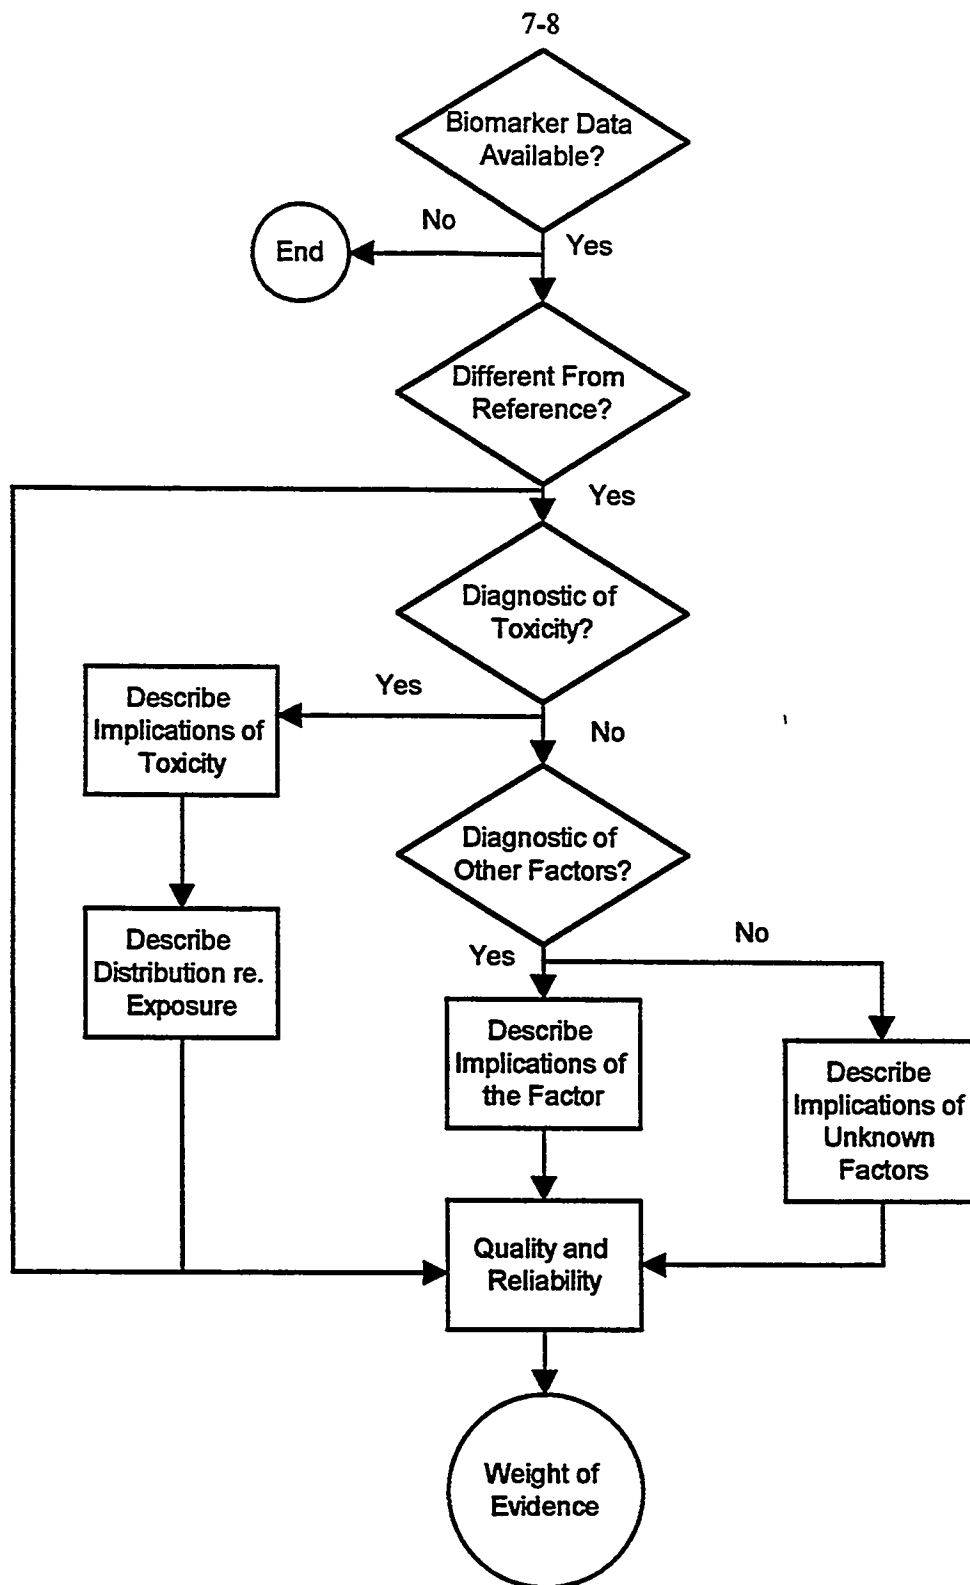 7-8
Biomarker Data
Available?
No
Yes
End
Different From
Reference?
Yes
Diagnostic of
Toxicity?
Yes
No
Describe
Implications of
Toxicity
Diagnostic of
Other Factors?
Describe
Distribution re.
Exposure
Yes
No
Describe
Implications of
the Factor
Describe
Implications of
Unknown
Factors
Quality and
Reliability
Weight of
Evidence